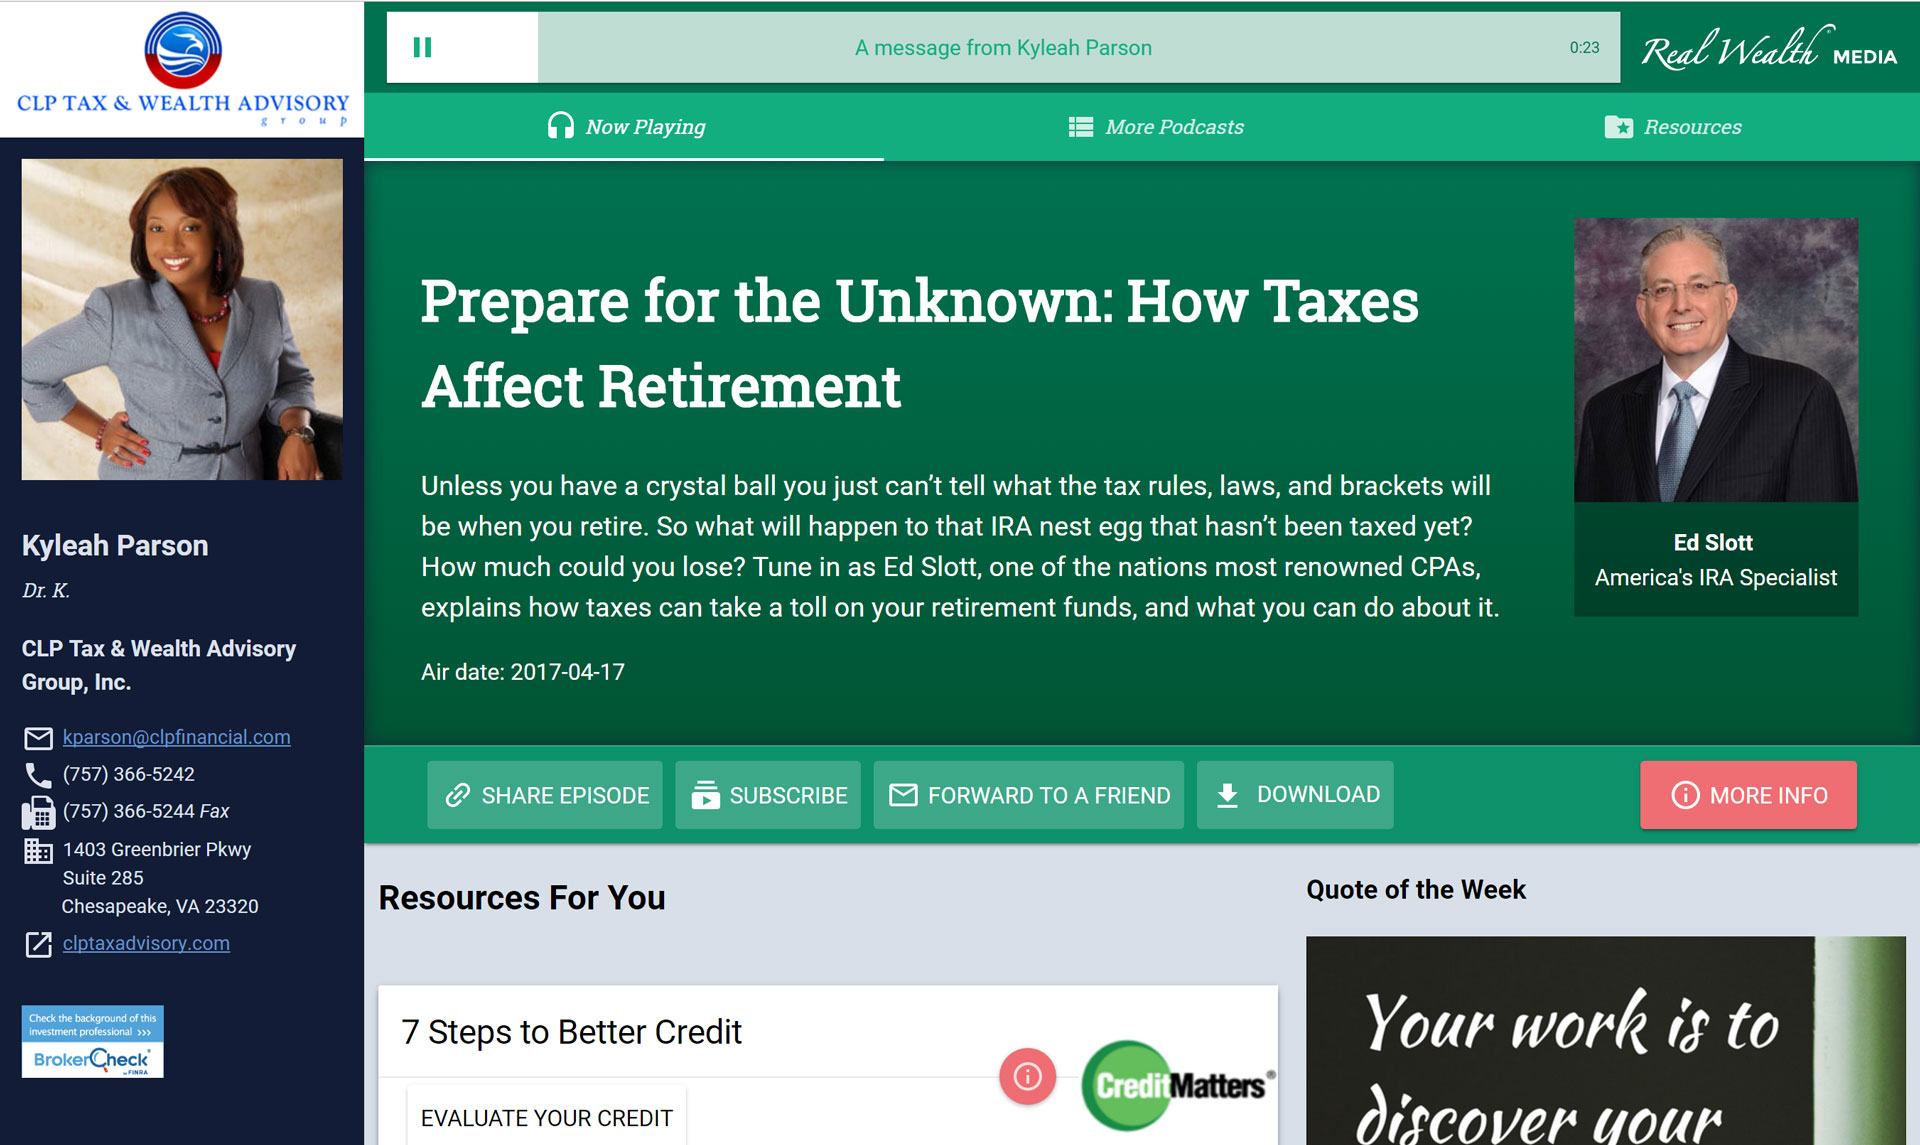 CLP TAX & WEALTH ADVISORY
group
Kyleah Parson
Dr. K.
CLP Tax & Wealth Advisory
Group, Inc.
kparson@clpfinancial.com
(757) 366-5242
(757) 366-5244 Fax
1403 Greenbrier Pkwy
Suite 285
Chesapeake, VA 23320
clptaxadvisory.com
Check the background of this
investment professional >>>
BrokerCheck
by FINRA
A message from Kyleah Parson
0:23
Real Wealth® MEDIA
Now Playing
More Podcasts
Resources
Prepare for the Unknown: How Taxes
Affect Retirement
Unless you have a crystal ball you just can’t tell what the tax rules, laws, and brackets will
be when you retire. So what will happen to that IRA nest egg that hasn’t been taxed yet?
How much could you lose? Tune in as Ed Slott, one of the nations most renowned CPAs,
explains how taxes can take a toll on your retirement funds, and what you can do about it.
Air date: 2017-04-17
Ed Slott
America's IRA Specialist
SHARE EPISODE
SUBSCRIBE
FORWARD TO A FRIEND
DOWNLOAD
MORE INFO
Resources For You
7 Steps to Better Credit
CreditMatters®
EVALUATE YOUR CREDIT
Quote of the Week
Your work is to
discover your